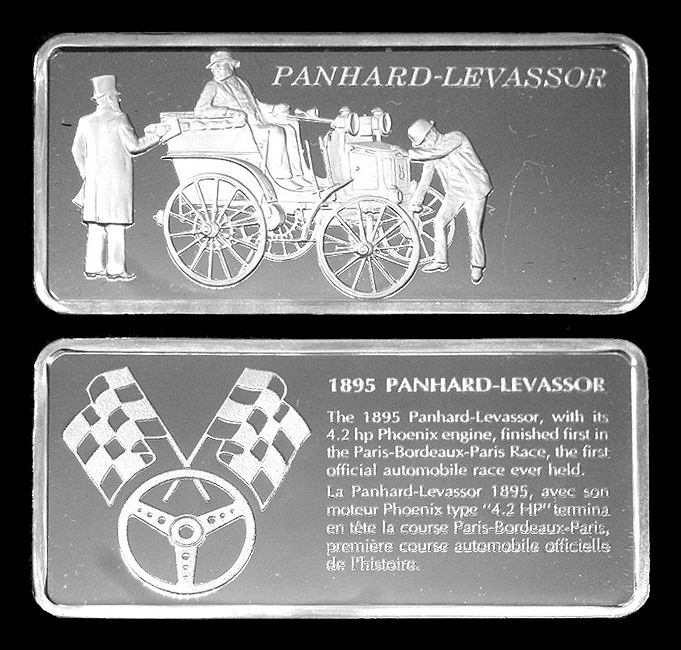 PANHARD-LEVASSOR
5
1895 PANHARD-LEVASSOR
The 1895 Panhard-Levassor, with its
4.2 hp Phoenix engine, finished first in
the Paris-Bordeaux-Paris Race, the first
official automobile race ever held.
La Panhard-Levassor 1895, avec son
moteur Phoenix type "4.2 HP" termina
en tête la course Paris-Bordeaux-Paris,
première course automobile officielle
de l'histoire.